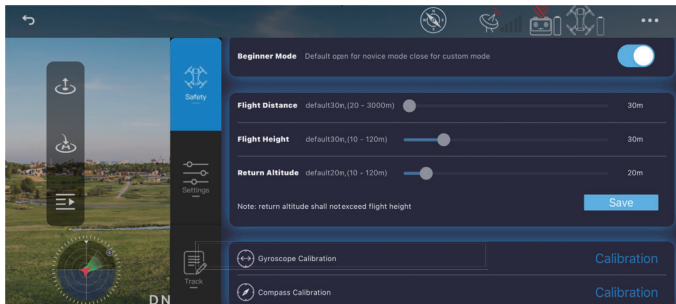 Beginner Mode Default open for novice mode close for custom mode
Safety
Flight Distance default30m,(20 - 3000m) 30m
Flight Height default30m,(10 - 120m) 30m
Return Altitude default20m,(10 - 120m) 20m
Settings
Note: return altitude shall notexceed flight height Save
Gyroscope Calibration Calibration
Track
Compass Calibration Calibration
DN